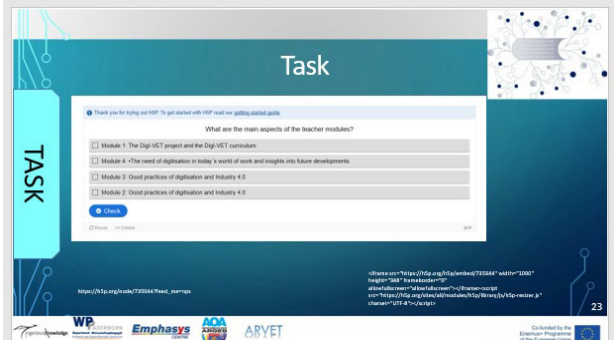 Task
TASK
Thank you for trying out H5P. To get started with H5P read our getting started guide
What are the main aspects of the teacher modules?
Module 1: The Digi-VET project and the Digi-VET curriculum
Module 4: •The need of digitisation in today's world of work and insights into future developments
Module 3: Good practices of digitisation and Industry 4.0
Module 2: Good practices of digitisation and Industry 4.0
Check
Reuse <> Embed
H5P
<iframe src="https://h5p.org/h5p/embed/735944" width="1090"
height="348" frameborder="0"
allowfullscreen="allowfullscreen"></iframe><script
src="https://h5p.org/sites/all/modules/h5p/library/js/h5p-resizer.js"
charset="UTF-8"></script>
https://h5p.org/node/735944?feed_me=nps
23
Ingenious Knowledge
WP PADERBORN
Emphasys
CENTRE
ARVET
Co-funded by the
Erasmus+ Programme
of the European Union